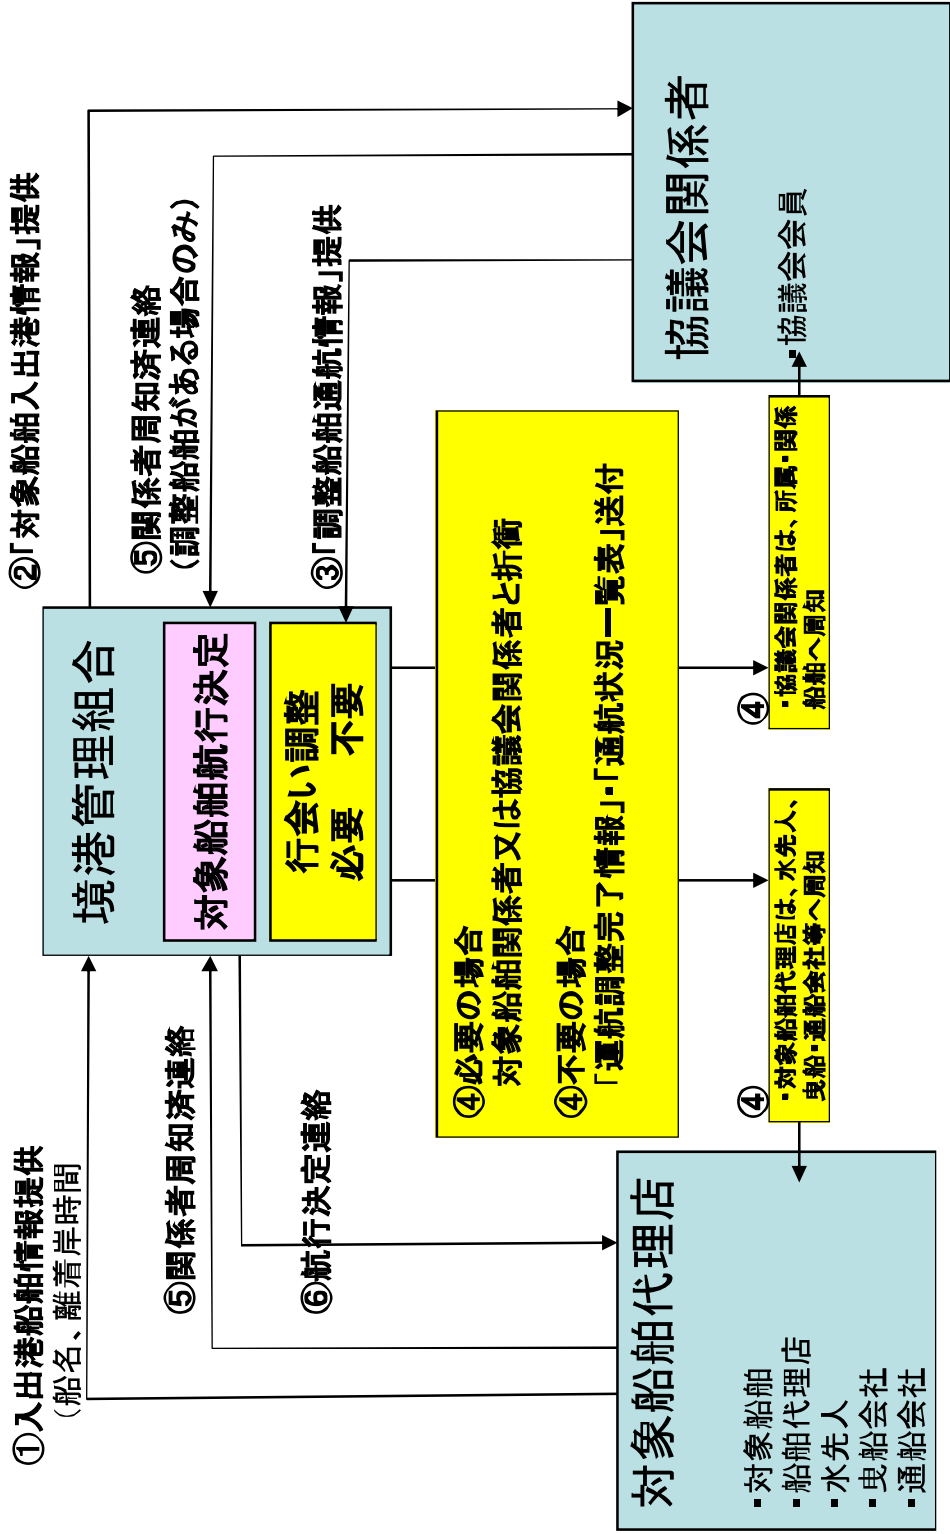 ①入出港船舶情報提供
（船名、離着岸時間
②「対象船舶入出港情報」提供
⑤関係者周知済連絡
⑤関係者周知済連絡
（調整船舶がある場合のみ）
⑥航行決定連絡
③「調整船舶通航情報」提供
境港管理組合
対象船舶航行決定
行会い調整
必要　不要
④必要の場合
対象船舶関係者又は協議会関係者と折衝
④不要の場合
「運航調整完了情報」・「通航状況一覧表」送付
対象船舶代理店
・対象船舶
・船舶代理店
・水先人
・曳船会社
・通船会社
④
・対象船舶代理店は、水先人、
曳船・通船会社等へ周知
④
・協議会関係者は、所属・関係
船舶へ周知
協議会関係者
・協議会会員